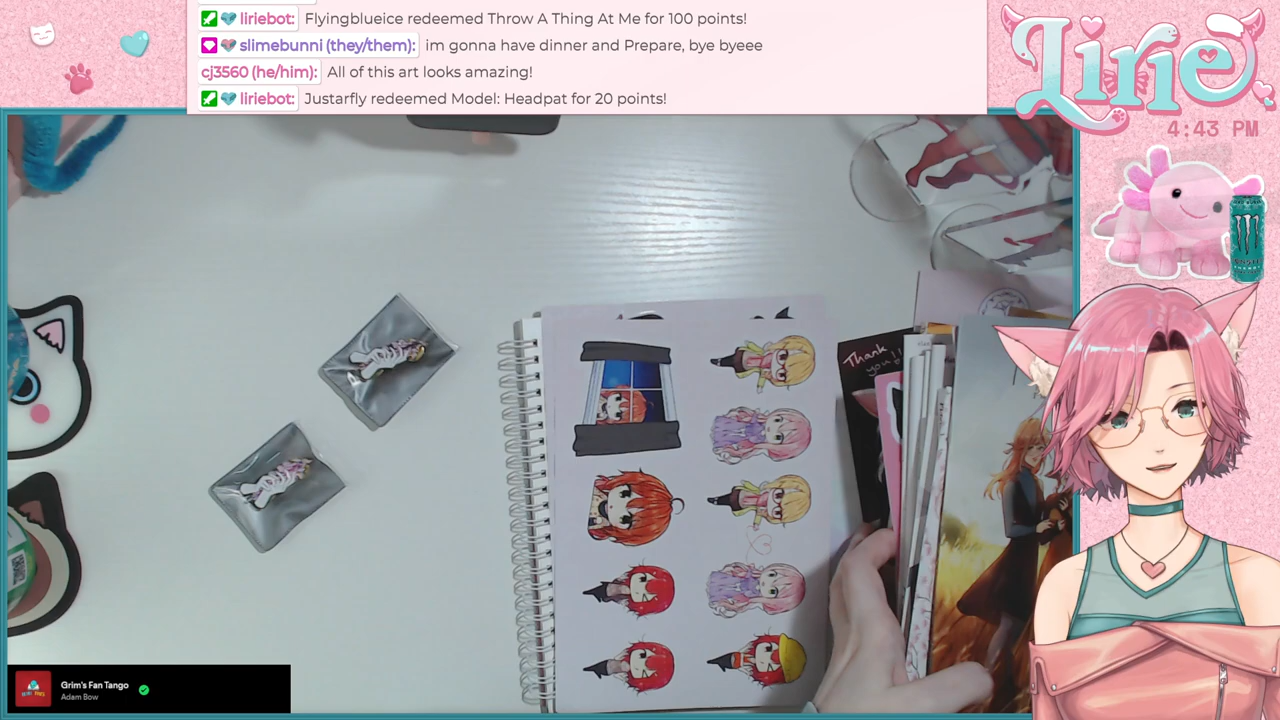 liriebot: Flyingblueice redeemed Throw A Thing At Me for 100 points!
slimebunni (they/them): im gonna have dinner and Prepare, bye byeee
cj3560 (he/him): All of this art looks amazing!
liriebot: Justarfly redeemed Model: Headpat for 20 points!
Lirie
4:43 PM
Thank
you!!
Grim's Fan Tango
Adam Bow